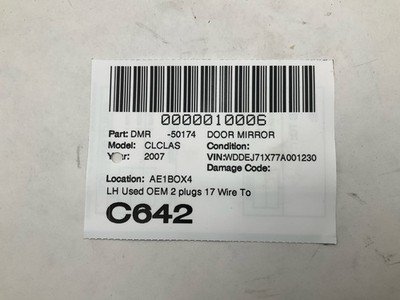 0000010006
Part: DMR -50174 DOOR MIRROR
Model: CLCLAS Condition:
Year: 2007 VIN:WDDEJ71X77A001230
Damage Code:
Location: AE1BOX4
LH Used OEM 2 plugs 17 Wire To
C642